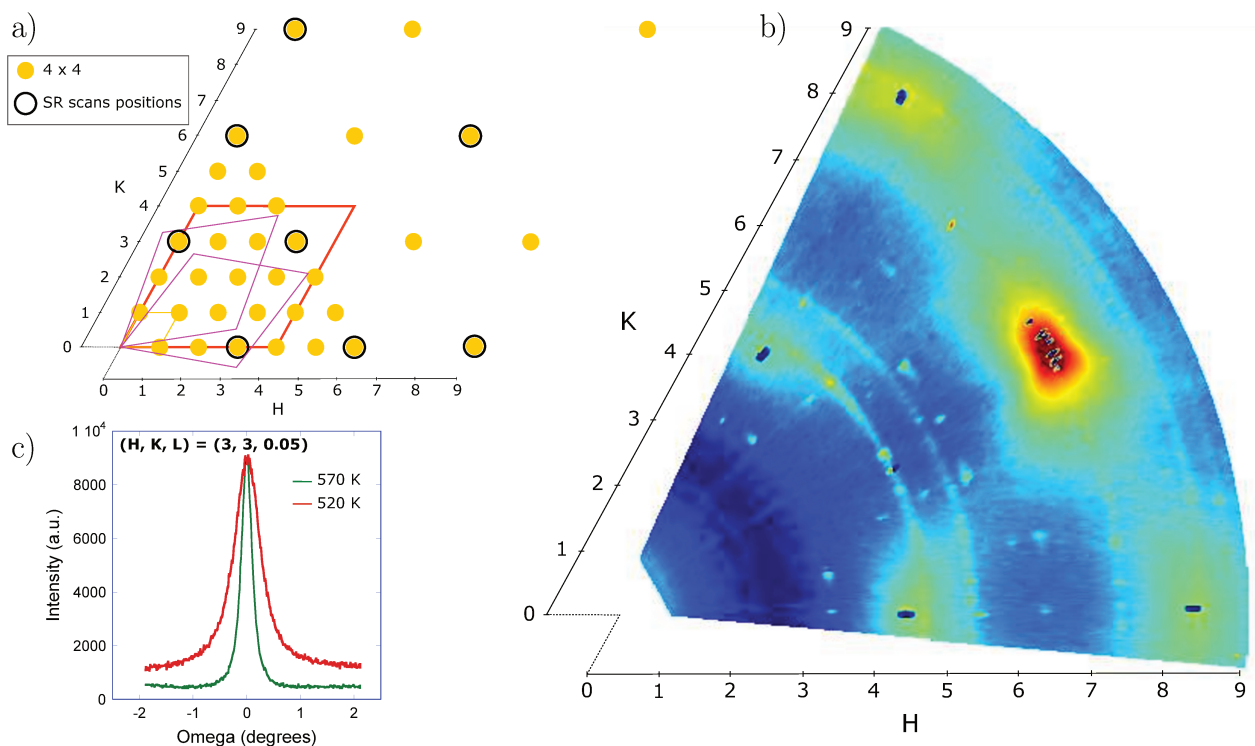 a)
9
8
7
6
5
4
3
2
1
0
K
4 x 4
SR scans positions
0 1 2 3 4 5 6 7 8 9
H
b)
9
8
7
6
5
4
3
2
1
0
K
0 1 2 3 4 5 6 7 8 9
H
c)
1 10⁴
8000
6000
4000
2000
0
Intensity (a.u.)
(H, K, L) = (3, 3, 0.05)
570 K
520 K
-2 -1 0 1 2
Omega (degrees)